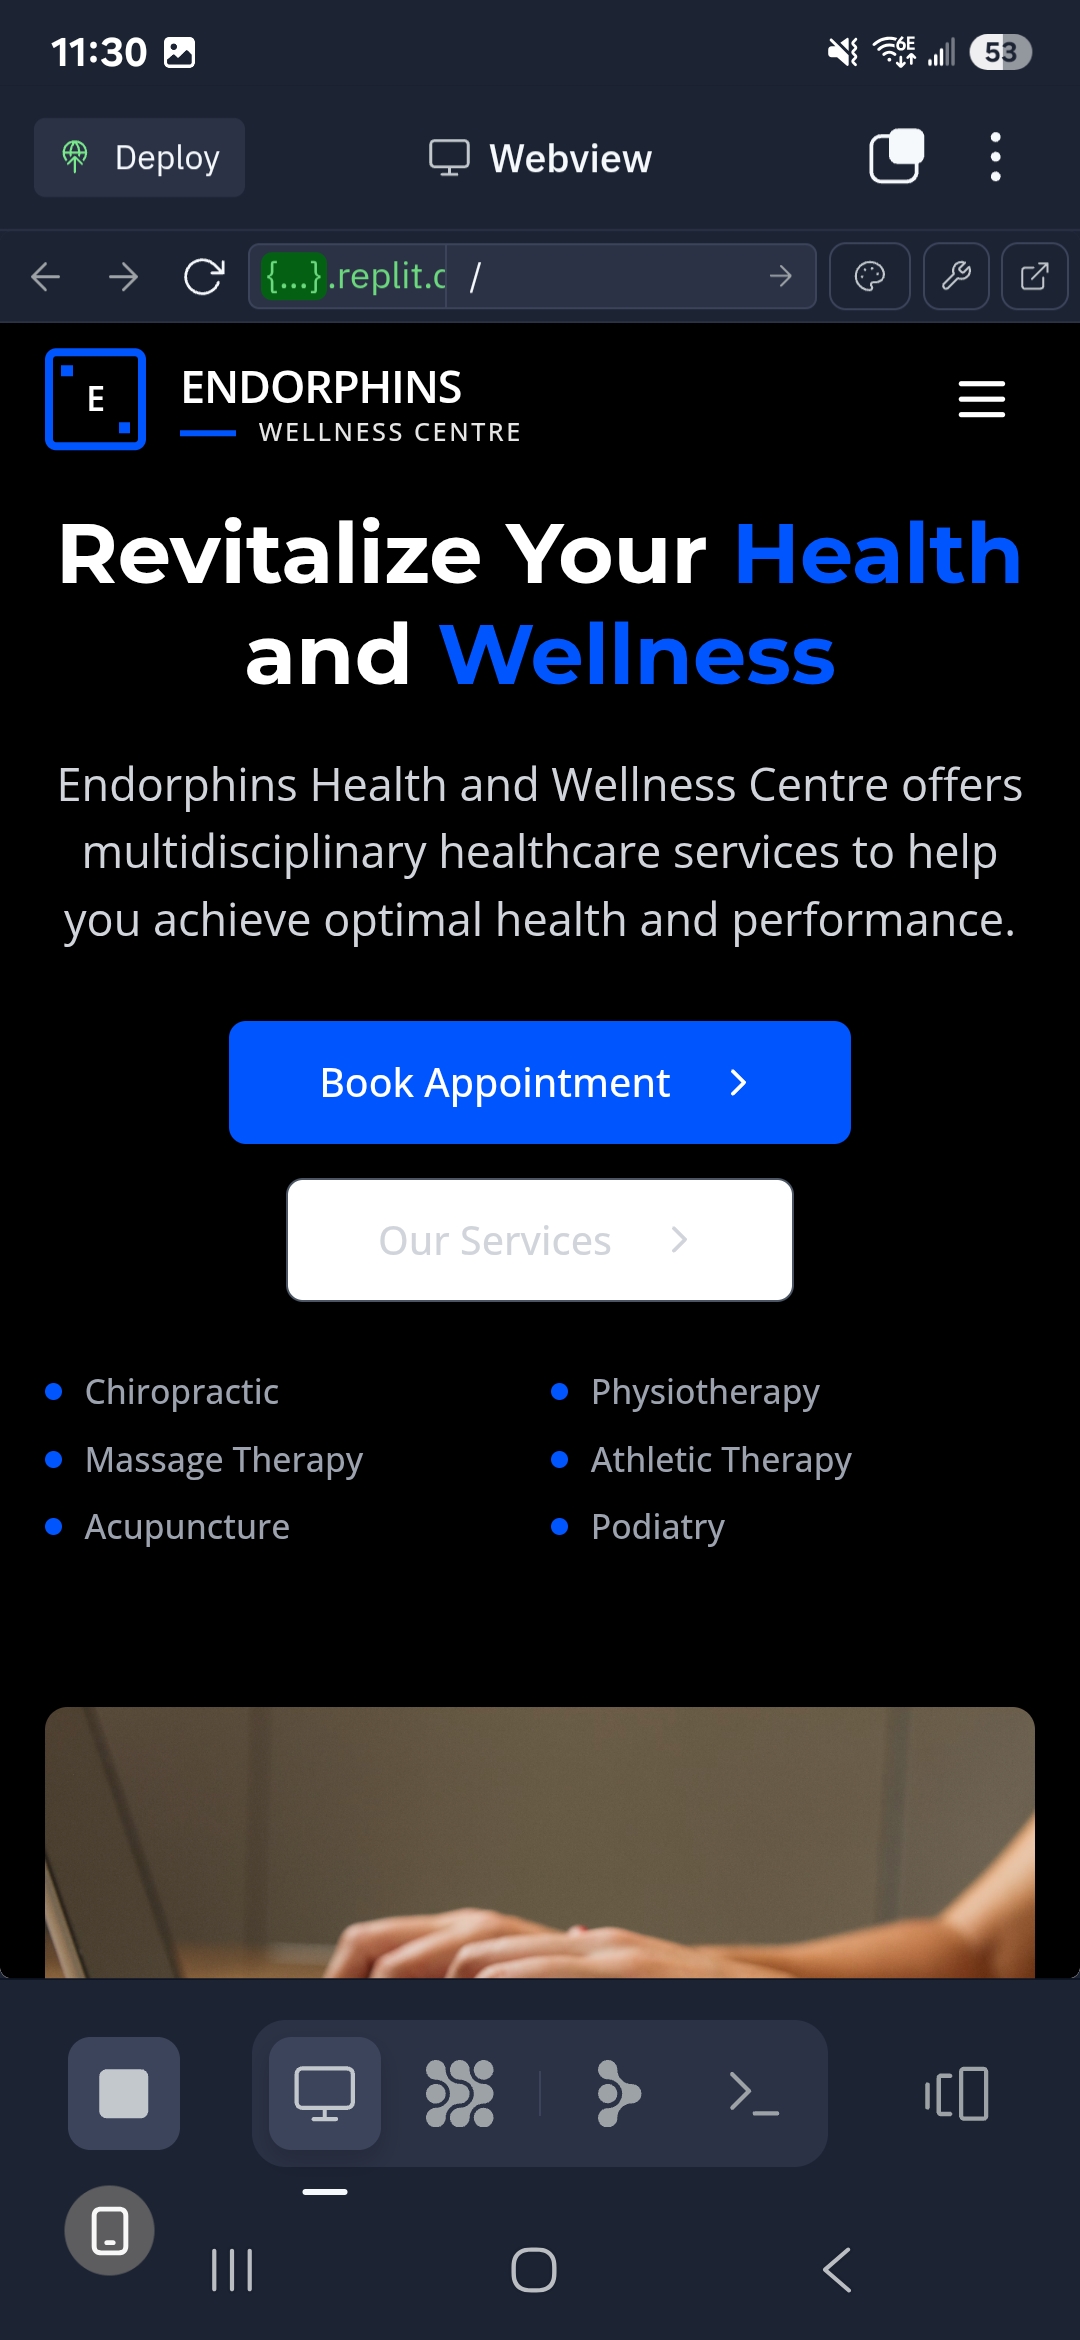 11:30
6E
53
Deploy
Webview
{...}.replit.c
/
E
ENDORPHINS
WELLNESS CENTRE
Revitalize Your Health
and Wellness
Endorphins Health and Wellness Centre offers
multidisciplinary healthcare services to help
you achieve optimal health and performance.
Book Appointment
Our Services
Chiropractic
Physiotherapy
Massage Therapy
Athletic Therapy
Acupuncture
Podiatry